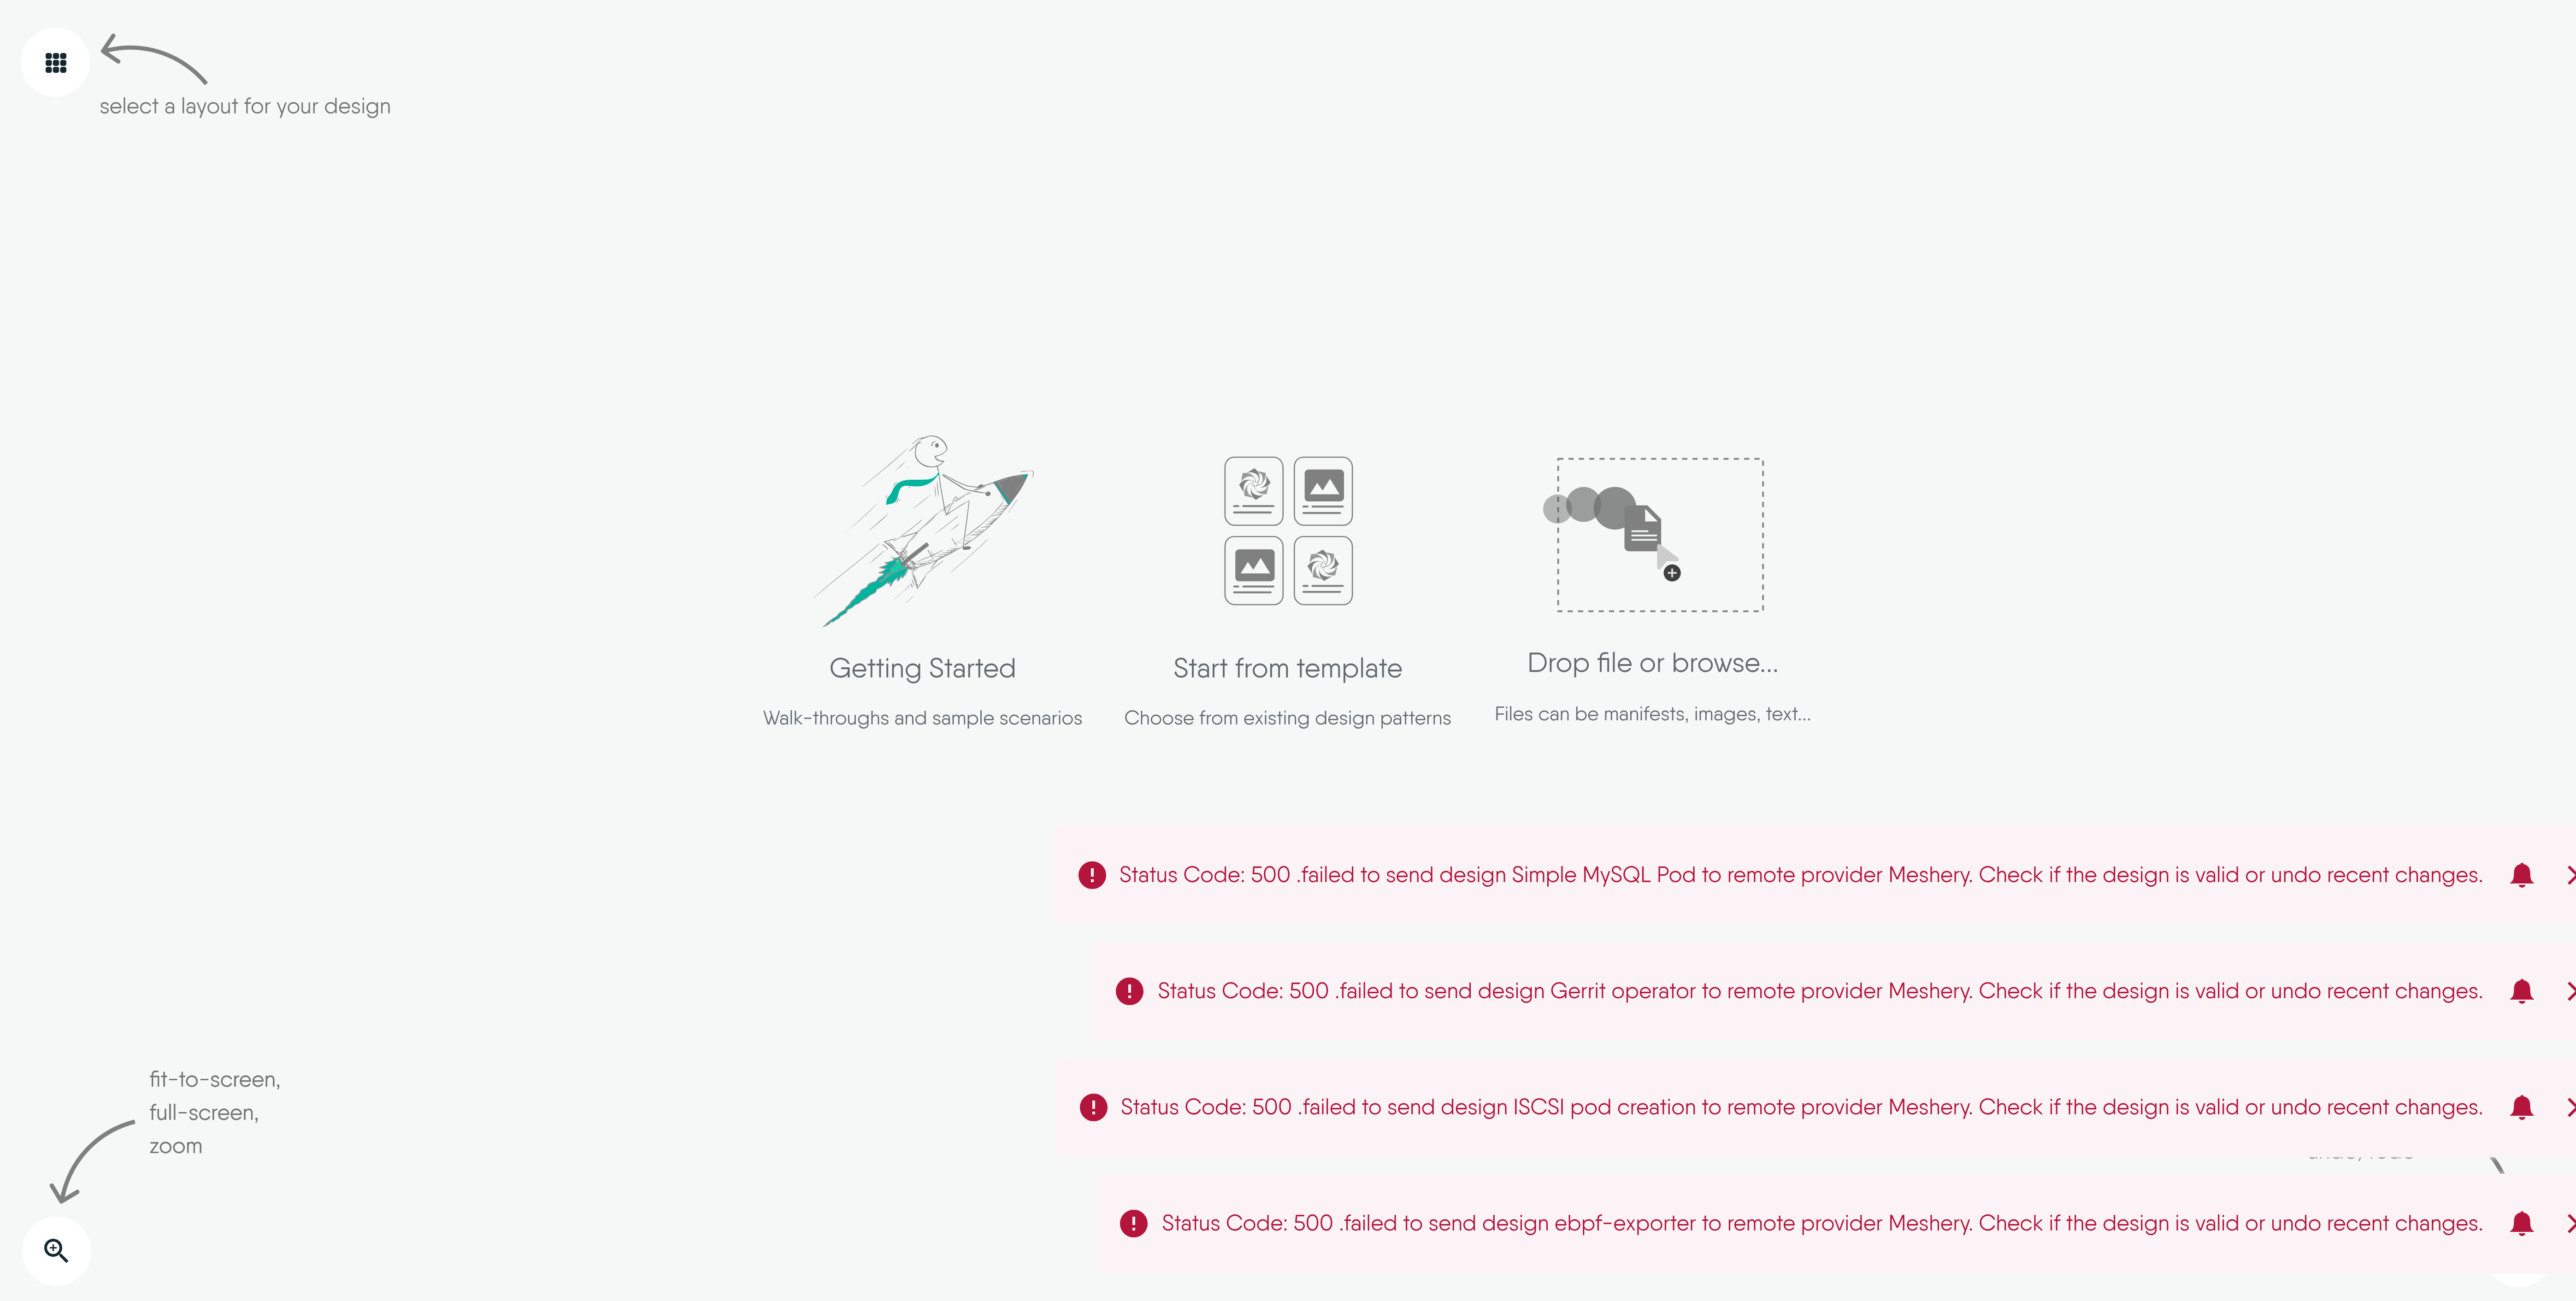 select a layout for your design
Getting Started
Start from template
Drop file or browse...
Walk-throughs and sample scenarios
Choose from existing design patterns
Files can be manifests, images, text...
Status Code: 500 .failed to send design Simple MySQL Pod to remote provider Meshery. Check if the design is valid or undo recent changes.
Status Code: 500 .failed to send design Gerrit operator to remote provider Meshery. Check if the design is valid or undo recent changes.
fit-to-screen,
full-screen,
zoom
Status Code: 500 .failed to send design ISCSI pod creation to remote provider Meshery. Check if the design is valid or undo recent changes.
Status Code: 500 .failed to send design ebpf-exporter to remote provider Meshery. Check if the design is valid or undo recent changes.